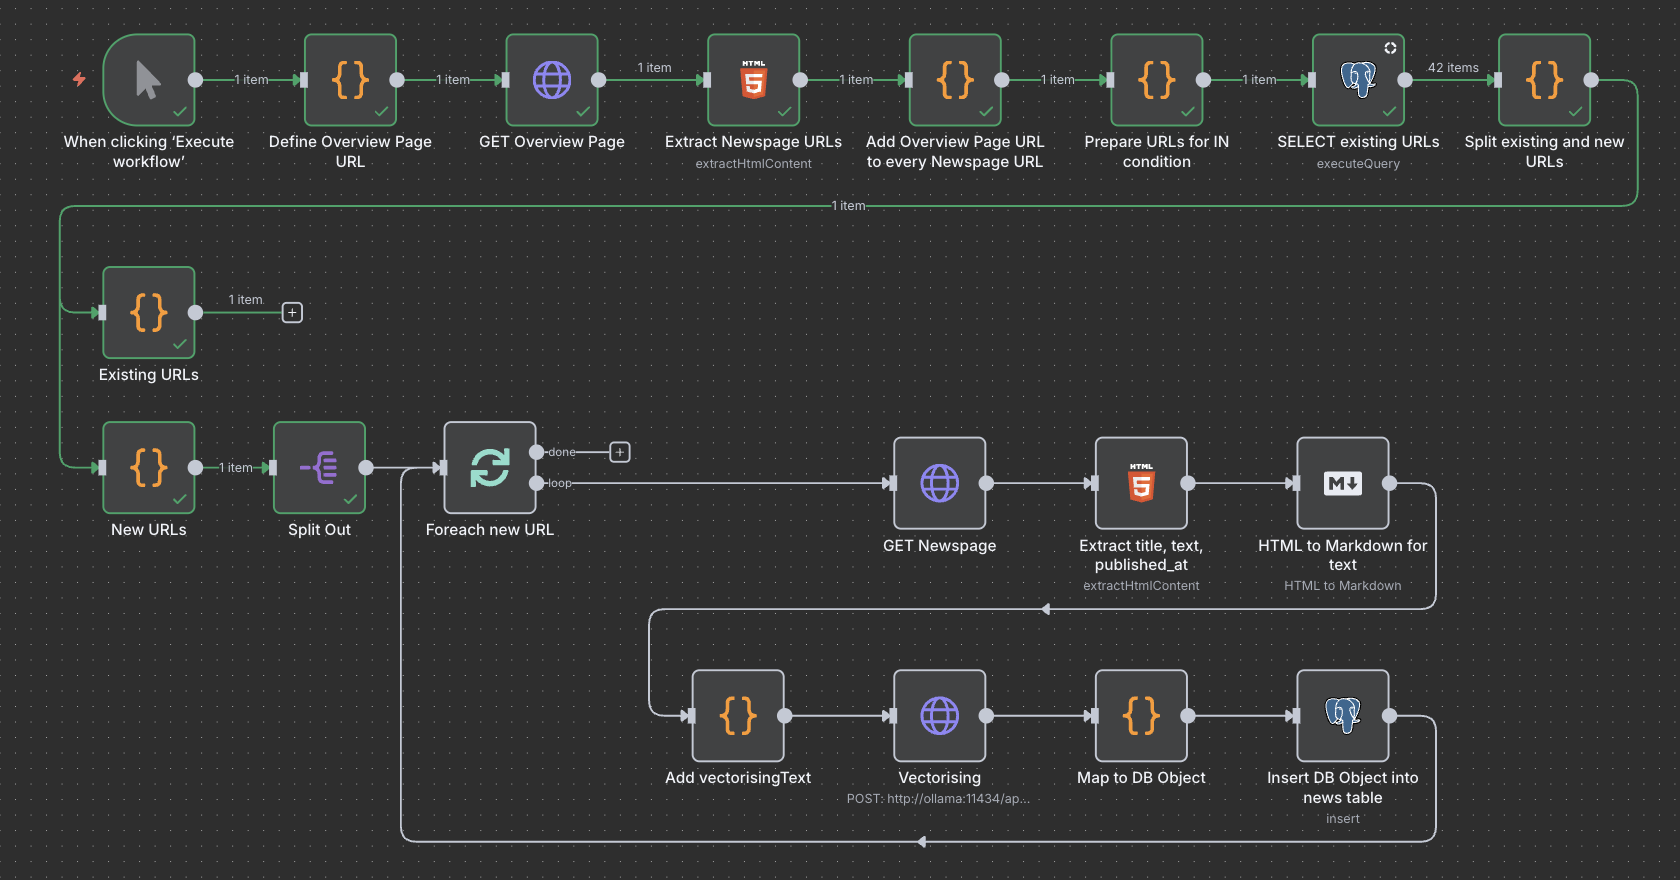 1 item
1 item
1 item
1 item
1 item
1 item
42 items
HTML
5
When clicking ‘Execute
workflow’
Define Overview Page
URL
GET Overview Page
Extract Newspage URLs
extractHtmlContent
Add Overview Page URL
to every Newspage URL
Prepare URLs for IN
condition
SELECT existing URLs
executeQuery
Split existing and new
URLs
1 item
1 item
Existing URLs
1 item
New URLs
Split Out
done
loop
Foreach new URL
GET Newspage
HTML
5
Extract title, text,
published_at
extractHtmlContent
M
HTML to Markdown for
text
HTML to Markdown
Add vectorisingText
Vectorising
POST: http://ollama:11434/ap...
Map to DB Object
Insert DB Object into
news table
insert